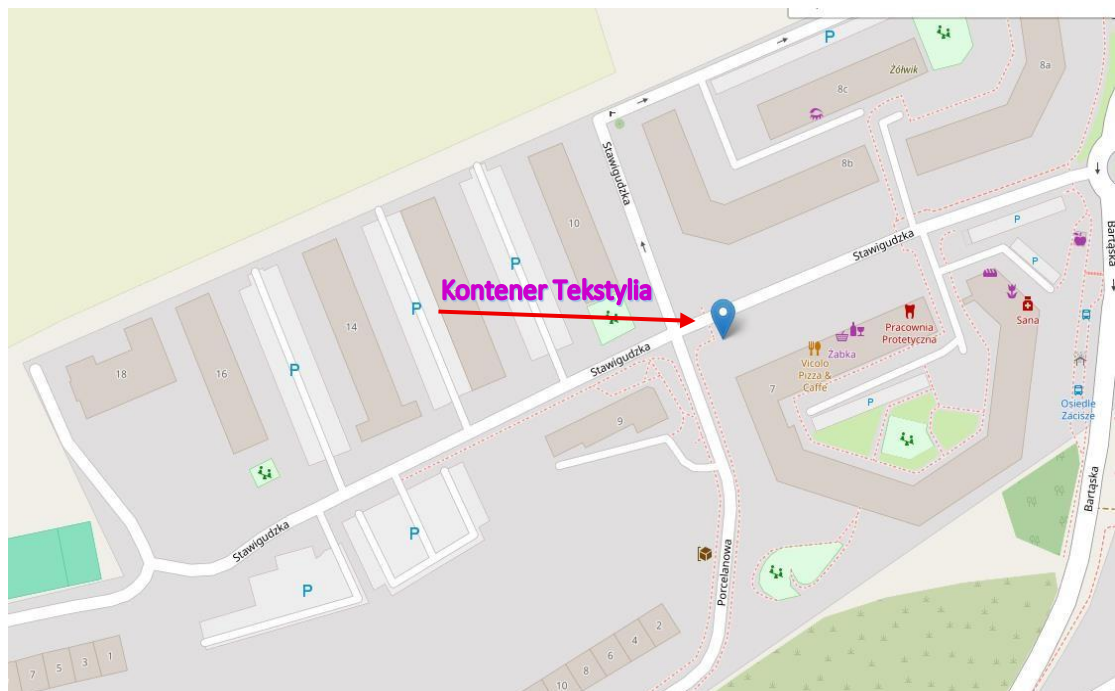 P
P
8c
Żółwik
8a
Stawigudzka
8b
10
P
P
Stawigudzka
P
P
Bartąska
Kontener Tekstylia
P
14
P
18
16
Stawigudzka
9
Pracownia
Protetyczna
Żabka
Vicolo
Pizza &
Caffe
7
Sana
P
Osiedle
Zacisze
Bartąska
P
Stawigudzka
P
Porcelanowa
7
5
3
1
10
8
6
4
2